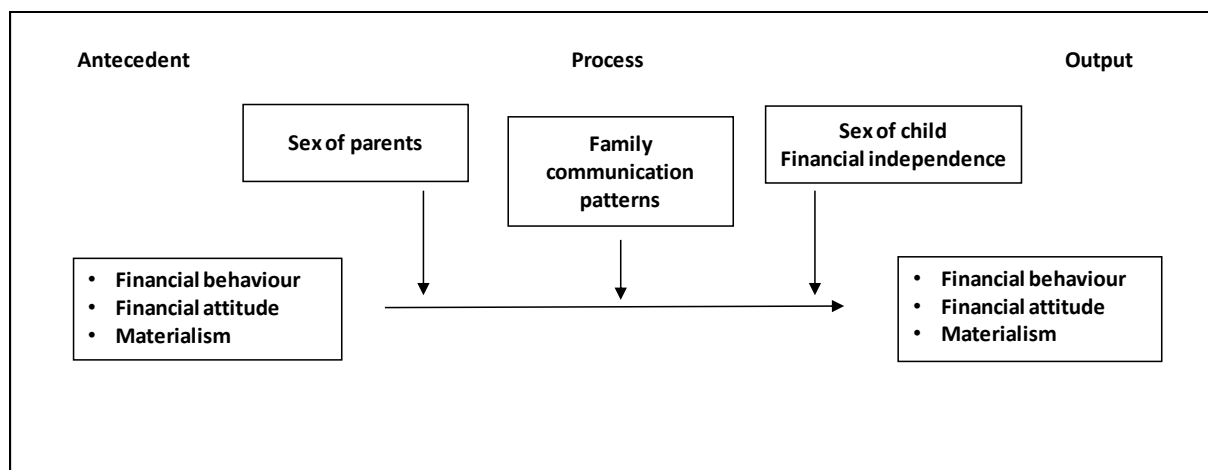 Antecedent
Process
Output
Sex of parents
Family
communication
patterns
Sex of child
Financial independence
• Financial behaviour
• Financial attitude
• Materialism
• Financial behaviour
• Financial attitude
• Materialism